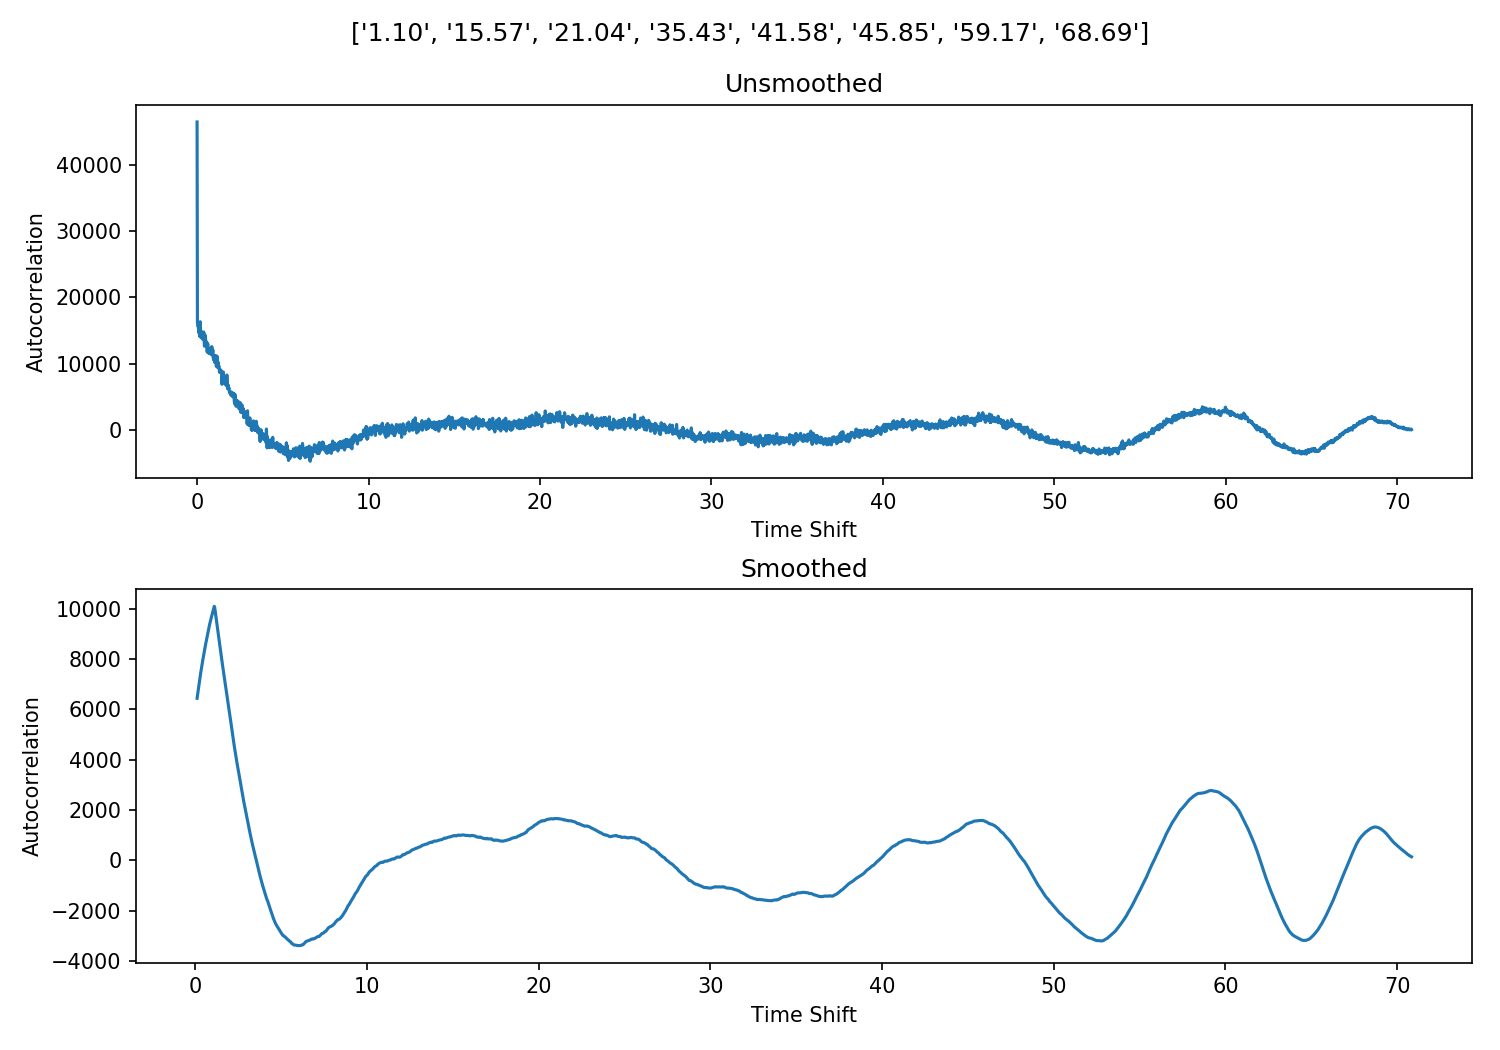 ['1.10', '15.57', '21.04', '35.43', '41.58', '45.85', '59.17', '68.69']
Unsmoothed
40000
30000
20000
10000
0
Autocorrelation
0 10 20 30 40 50 60 70
Time Shift
Smoothed
10000
8000
6000
4000
2000
0
−2000
−4000
Autocorrelation
0 10 20 30 40 50 60 70
Time Shift